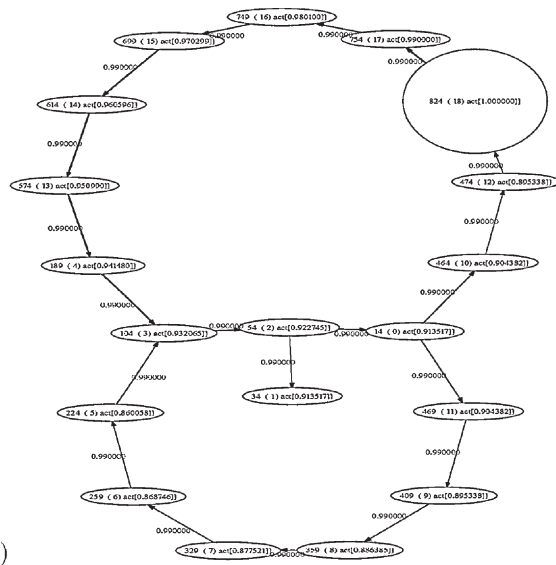 749 ( 16) act[0.980100]]
754 ( 17) act[0.990000]]
699 ( 15) act[0.970299]]
0.990000
0.990000
0.990000
0.990000
824 ( 18) act[1.000000]]
614 ( 14) act[0.960596]]
0.990000
0.990000
474 ( 12) act[0.895338]]
574 ( 13) act[0.950990]]
0.990000
0.990000
464 ( 10) act[0.904382]]
189 ( 4) act[0.941480]]
0.990000
0.990000
104 ( 3) act[0.932065]]
0.990000
54 ( 2) act[0.922745]]
0.990000
14 ( 0) act[0.913517]]
0.990000
0.990000
0.990000
34 ( 1) act[0.913517]]
224 ( 5) act[0.860058]]
469 ( 11) act[0.904382]]
0.990000
0.990000
259 ( 6) act[0.868746]]
409 ( 9) act[0.895338]]
0.990000
0.990000
329 ( 7) act[0.877521]]
0.990000
359 ( 8) act[0.886385]]
)